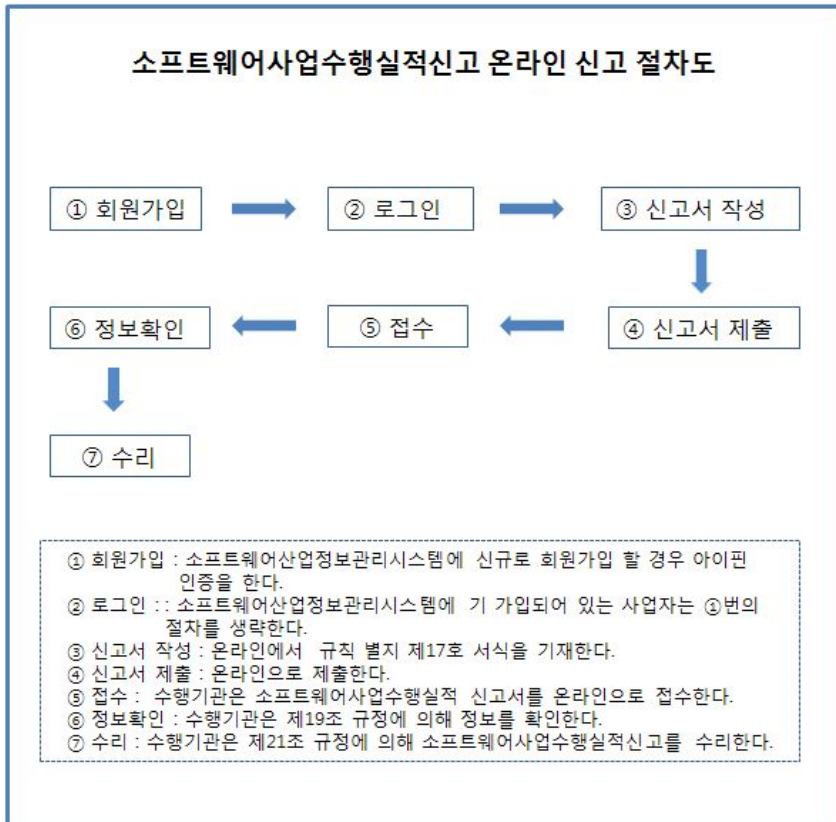 소프트웨어사업수행실적신고 온라인 신고 절차도
① 회원가입
② 로그인
③ 신고서 작성
④ 신고서 제출
⑤ 접수
⑥ 정보확인
⑦ 수리
① 회원가입 : 소프트웨어산업정보관리시스템에 신규로 회원가입 할 경우 아이핀
인증을 한다.
② 로그인 : : 소프트웨어산업정보관리시스템에 기 가입되어 있는 사업자는 ①번의
절차를 생략한다.
③ 신고서 작성 : 온라인에서 규칙 별지 제17호 서식을 기재한다.
④ 신고서 제출 : 온라인으로 제출한다.
⑤ 접수 : 수행기관은 소프트웨어사업수행실적 신고서를 온라인으로 접수한다.
⑥ 정보확인 : 수행기관은 제19조 규정에 의해 정보를 확인한다.
⑦ 수리 : 수행기관은 제21조 규정에 의해 소프트웨어사업수행실적신고를 수리한다.